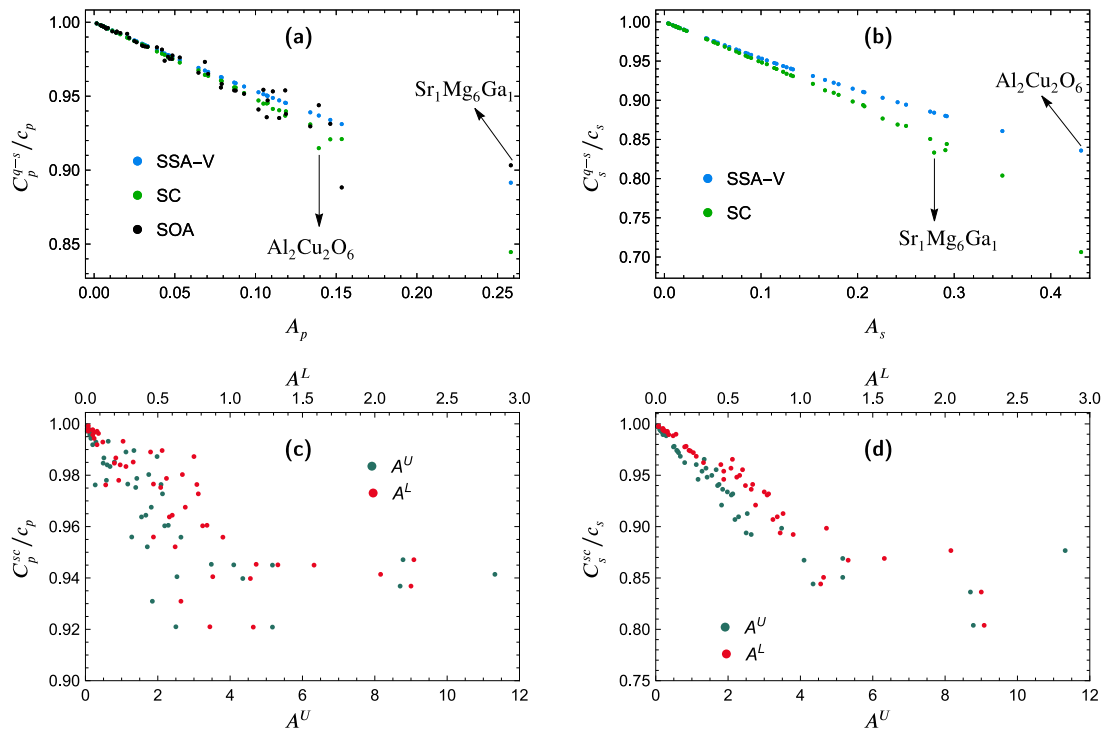 (a)
1.00
0.95
0.90
0.85
C_p^{q-s}/c_p
SSA-V
SC
SOA
Sr₁Mg₆Ga₁
Al₂Cu₂O₆
0.00 0.05 0.10 0.15 0.20 0.25
A_p
(b)
1.00
0.95
0.90
0.85
0.80
0.75
0.70
C_s^{q-s}/c_s
SSA-V
SC
Al₂Cu₂O₆
Sr₁Mg₆Ga₁
0.0 0.1 0.2 0.3 0.4
A_s
A^L
0.0 0.5 1.0 1.5 2.0 2.5 3.0
(c)
1.00
0.98
0.96
0.94
0.92
0.90
C_p^{sc}/c_p
A^U
A^L
0 2 4 6 8 10 12
A^U
A^L
0.0 0.5 1.0 1.5 2.0 2.5 3.0
(d)
1.00
0.95
0.90
0.85
0.80
0.75
C_s^{sc}/c_s
A^U
A^L
0 2 4 6 8 10 12
A^U